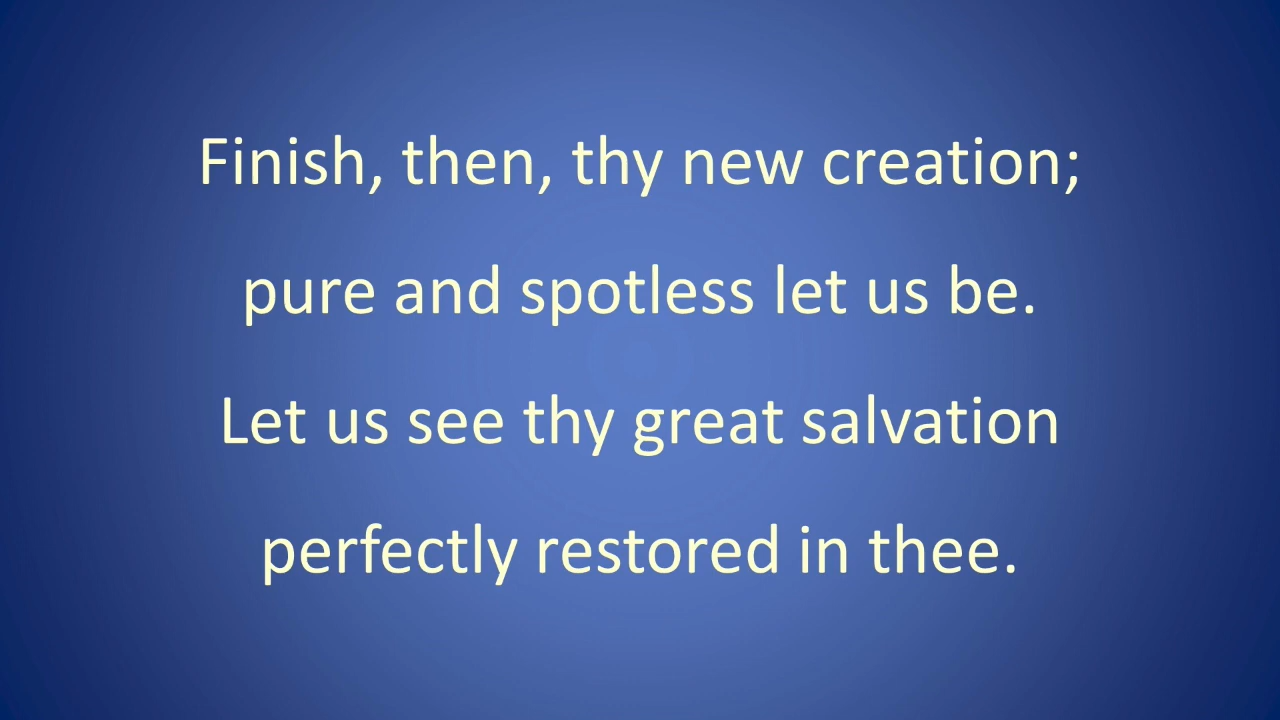 Finish, then, thy new creation;
pure and spotless let us be.
Let us see thy great salvation
perfectly restored in thee.